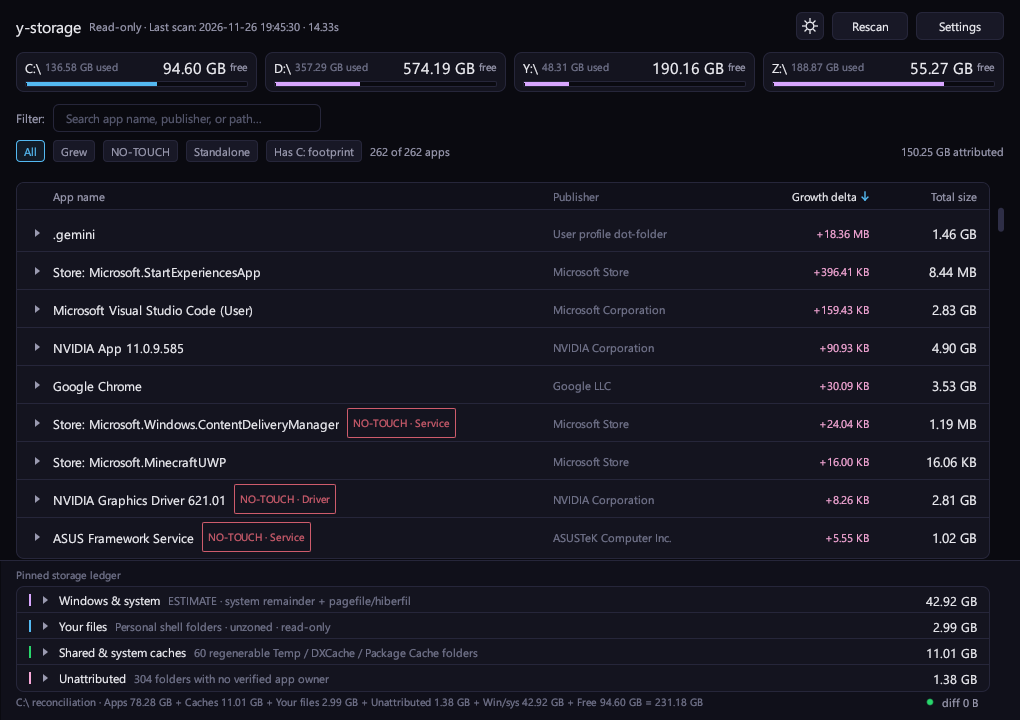 y-storage Read-only · Last scan: 2026-11-26 19:45:30 · 14.33s Rescan Settings
C:\ 136.58 GB used 94.60 GB free D:\ 357.29 GB used 574.19 GB free Y:\ 48.31 GB used 190.16 GB free Z:\ 188.87 GB used 55.27 GB free
Filter: Search app name, publisher, or path...
All Grew NO-TOUCH Standalone Has C: footprint 262 of 262 apps 150.25 GB attributed
App name Publisher Growth delta ↓ Total size
.gemini User profile dot-folder +18.36 MB 1.46 GB
Store: Microsoft.StartExperiencesApp Microsoft Store +396.41 KB 8.44 MB
Microsoft Visual Studio Code (User) Microsoft Corporation +159.43 KB 2.83 GB
NVIDIA App 11.0.9.585 NVIDIA Corporation +90.93 KB 4.90 GB
Google Chrome Google LLC +30.09 KB 3.53 GB
Store: Microsoft.Windows.ContentDeliveryManager NO-TOUCH · Service Microsoft Store +24.04 KB 1.19 MB
Store: Microsoft.MinecraftUWP Microsoft Store +16.00 KB 16.06 KB
NVIDIA Graphics Driver 621.01 NO-TOUCH · Driver NVIDIA Corporation +8.26 KB 2.81 GB
ASUS Framework Service NO-TOUCH · Service ASUSTeK Computer Inc. +5.55 KB 1.02 GB
Pinned storage ledger
Windows & system ESTIMATE · system remainder + pagefile/hiberfil 42.92 GB
Your files Personal shell folders · unzoned · read-only 2.99 GB
Shared & system caches 60 regenerable Temp / DXCache / Package Cache folders 11.01 GB
Unattributed 304 folders with no verified app owner 1.38 GB
C:\ reconciliation · Apps 78.28 GB + Caches 11.01 GB + Your files 2.99 GB + Unattributed 1.38 GB + Win/sys 42.92 GB + Free 94.60 GB = 231.18 GB diff 0 B